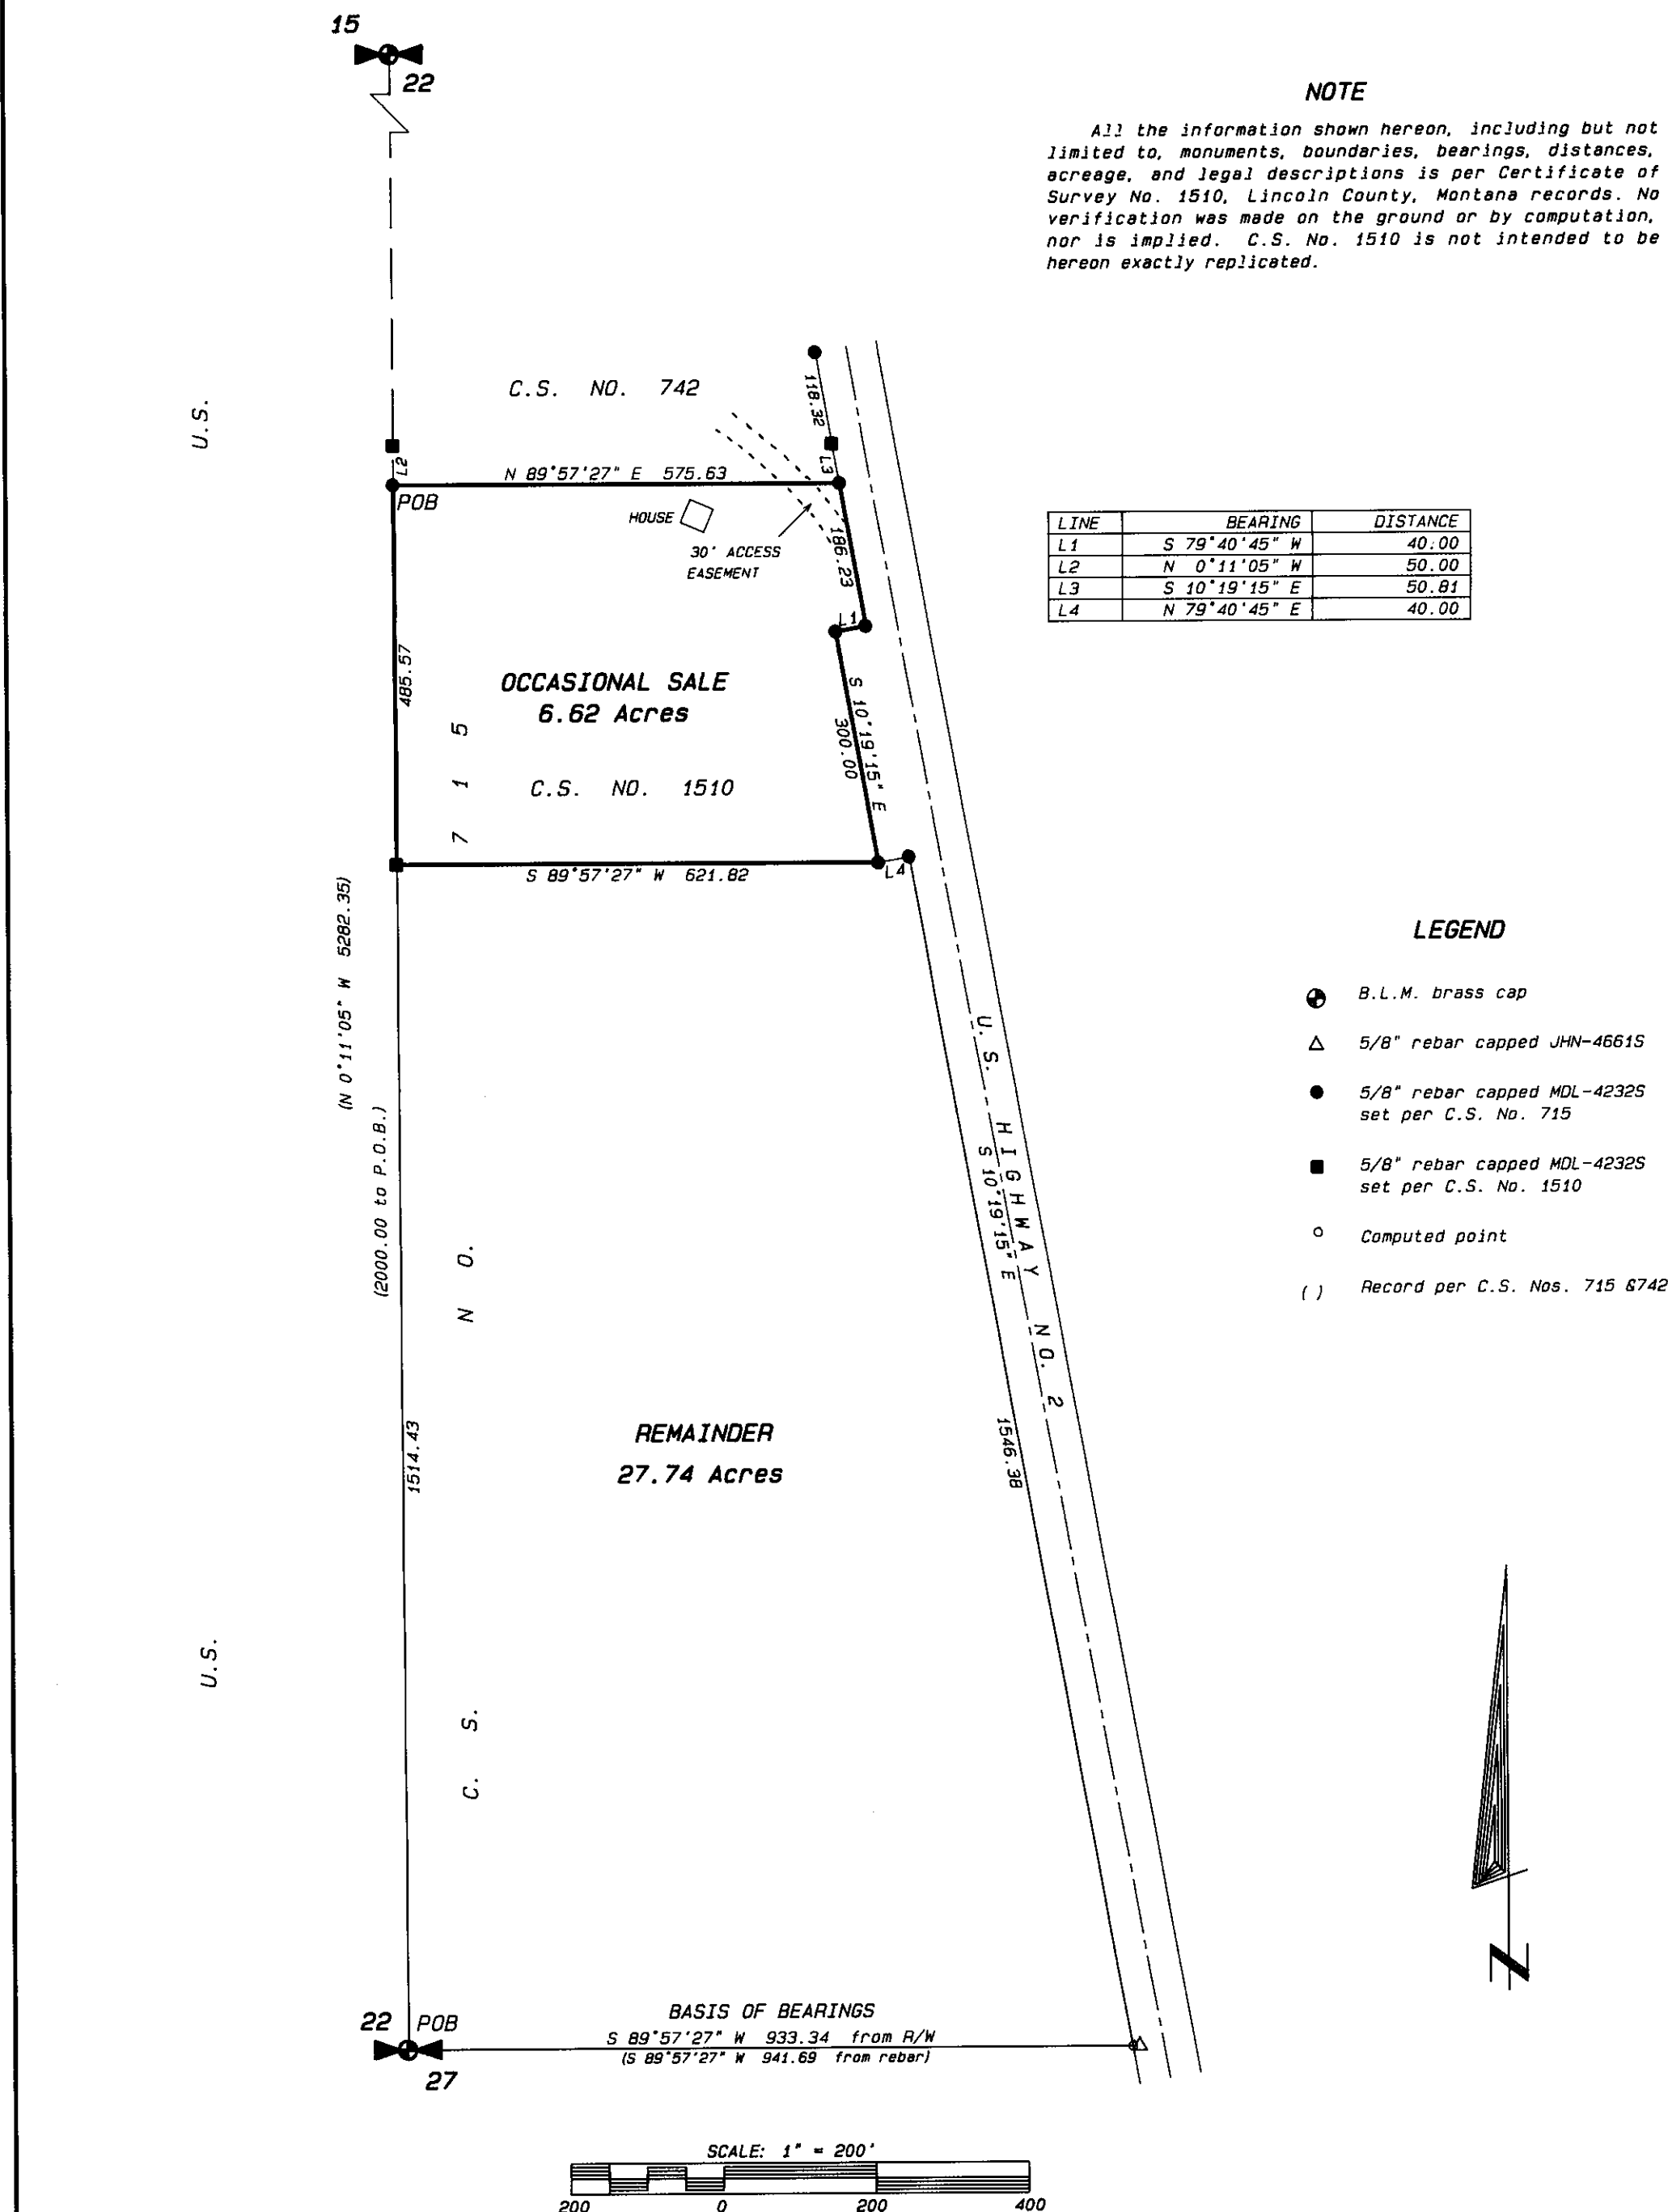 15
22
NOTE
All the information shown hereon, including but not
limited to, monuments, boundaries, bearings, distances,
acreage, and legal descriptions is per Certificate of
Survey No. 1510, Lincoln County, Montana records. No
verification was made on the ground or by computation,
nor is implied. C.S. No. 1510 is not intended to be
hereon exactly replicated.
U.S.
C.S. NO. 742
118.32
L2
L3
N 89°57'27" E 575.63
POB
HOUSE
30' ACCESS
EASEMENT
186.23
LINE BEARING DISTANCE
L1 S 79°40'45" W 40.00
L2 N 0°11'05" W 50.00
L3 S 10°19'15" E 50.81
L4 N 79°40'45" E 40.00
L1
485.57
OCCASIONAL SALE
6.62 Acres
S 10°19'15" E
300.00
C.S. NO. 1510
S 89°57'27" W 621.82
L4
(N 0°11'05" W 5282.35)
(2000.00 to P.O.B.)
C. S. NO. 715
U. S. HIGHWAY NO. 2
S 10°19'15" E
1546.38
LEGEND
B.L.M. brass cap
5/8" rebar capped JHN-4661S
5/8" rebar capped MDL-4232S
set per C.S. No. 715
5/8" rebar capped MDL-4232S
set per C.S. No. 1510
Computed point
( ) Record per C.S. Nos. 715 &742
1514.43
REMAINDER
27.74 Acres
U.S.
N
22 POB
27
BASIS OF BEARINGS
S 89°57'27" W 933.34 from R/W
(S 89°57'27" W 941.69 from rebar)
SCALE: 1" = 200'
200 0 200 400